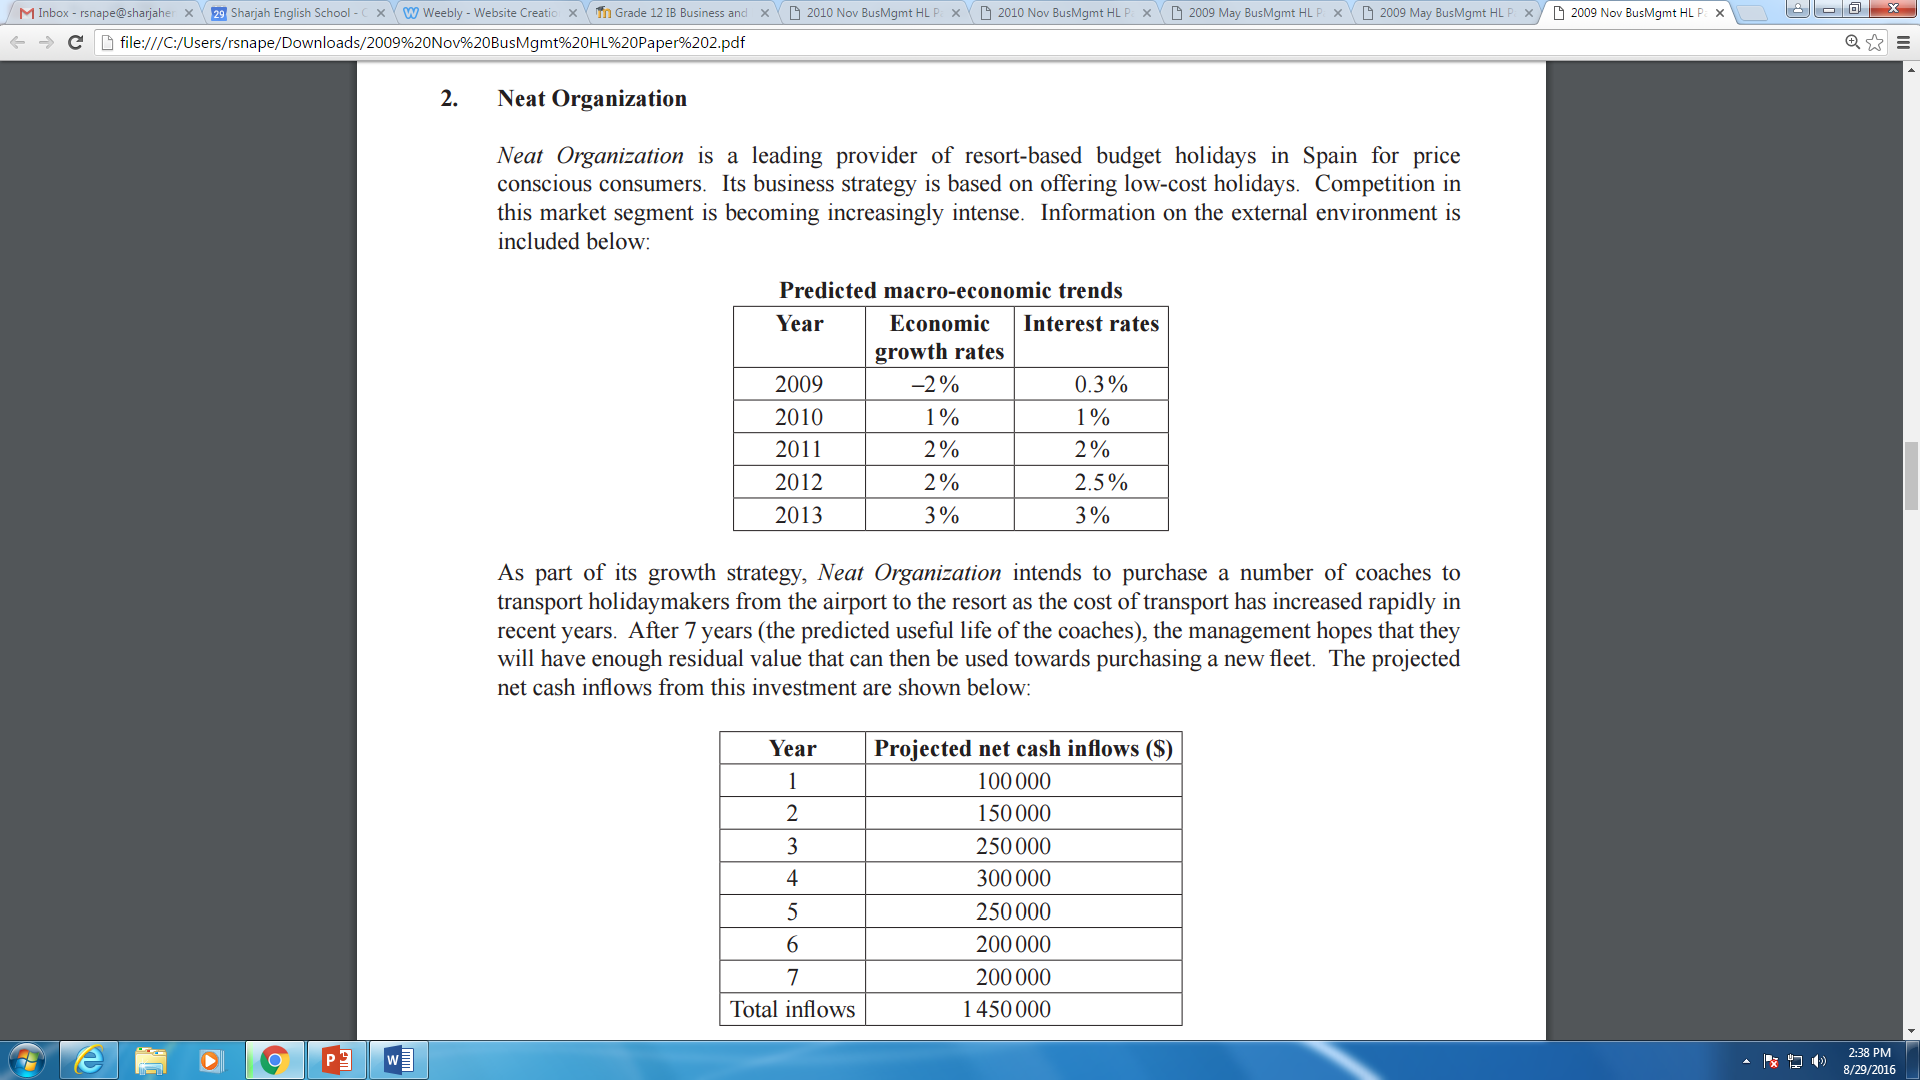 Inbox - rsnape@sharjahe
Sharjah English School - C
Weebly - Website Creatio
Grade 12 IB Business and
2010 Nov BusMgmt HL P
2010 Nov BusMgmt HL P
2009 May BusMgmt HL P
2009 May BusMgmt HL P
2009 Nov BusMgmt HL P
file:///C:/Users/rsnape/Downloads/2009%20Nov%20BusMgmt%20HL%20Paper%202.pdf
2. Neat Organization
Neat Organization is a leading provider of resort-based budget holidays in Spain for price
conscious consumers. Its business strategy is based on offering low-cost holidays. Competition in
this market segment is becoming increasingly intense. Information on the external environment is
included below:
Predicted macro-economic trends
Year Economic growth rates Interest rates
2009 –2% 0.3%
2010 1% 1%
2011 2% 2%
2012 2% 2.5%
2013 3% 3%
As part of its growth strategy, Neat Organization intends to purchase a number of coaches to
transport holidaymakers from the airport to the resort as the cost of transport has increased rapidly in
recent years. After 7 years (the predicted useful life of the coaches), the management hopes that they
will have enough residual value that can then be used towards purchasing a new fleet. The projected
net cash inflows from this investment are shown below:
Year Projected net cash inflows ($)
1 100 000
2 150 000
3 250 000
4 300 000
5 250 000
6 200 000
7 200 000
Total inflows 1 450 000
2:38 PM
8/29/2016